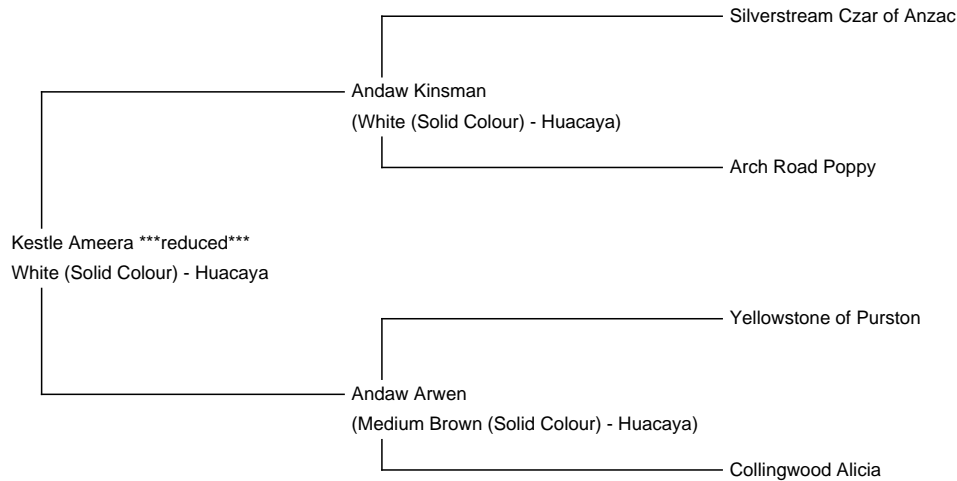 Silverstream Czar of Anzac
Andaw Kinsman
(White (Solid Colour) - Huacaya)
Arch Road Poppy
Kestle Ameera ***reduced***
White (Solid Colour) - Huacaya
Yellowstone of Purston
Andaw Arwen
(Medium Brown (Solid Colour) - Huacaya)
Collingwood Alicia